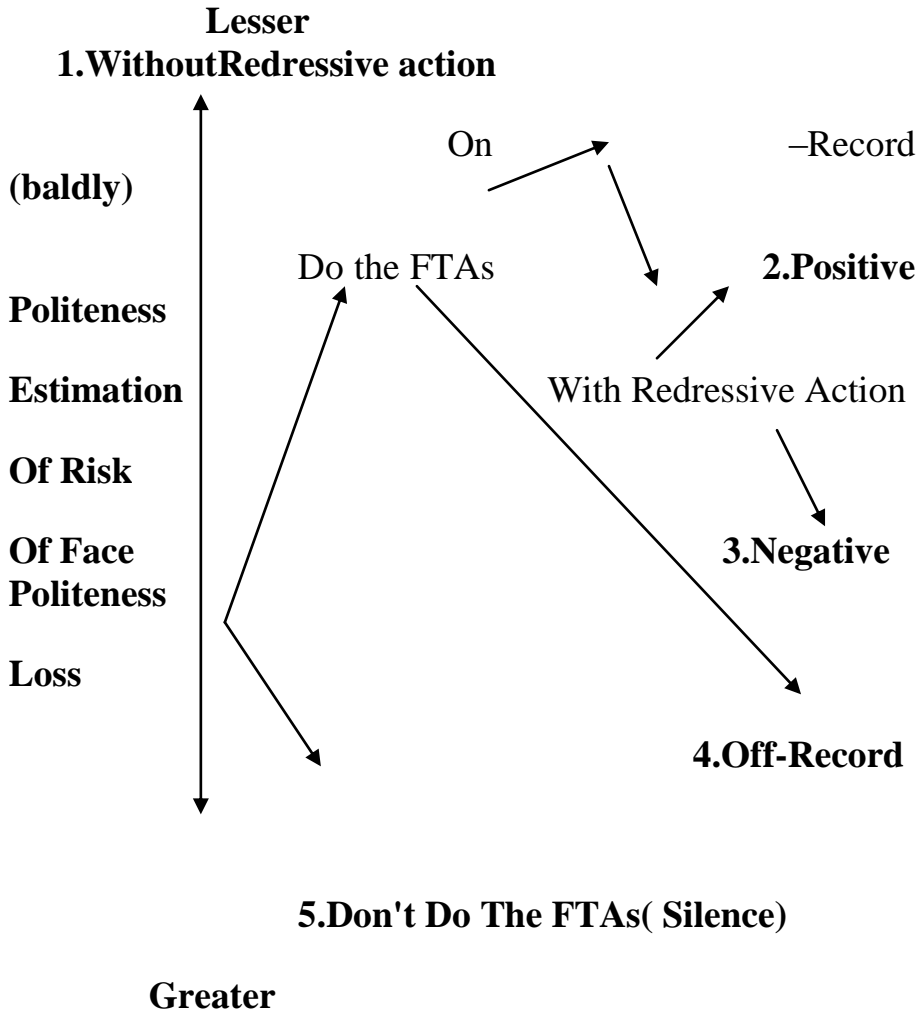 Lesser
1.WithoutRedressive action
On –Record
(baldly)
Do the FTAs 2.Positive
Politeness
Estimation With Redressive Action
Of Risk
Of Face 3.Negative
Politeness
Loss
4.Off-Record
5.Don't Do The FTAs( Silence)
Greater